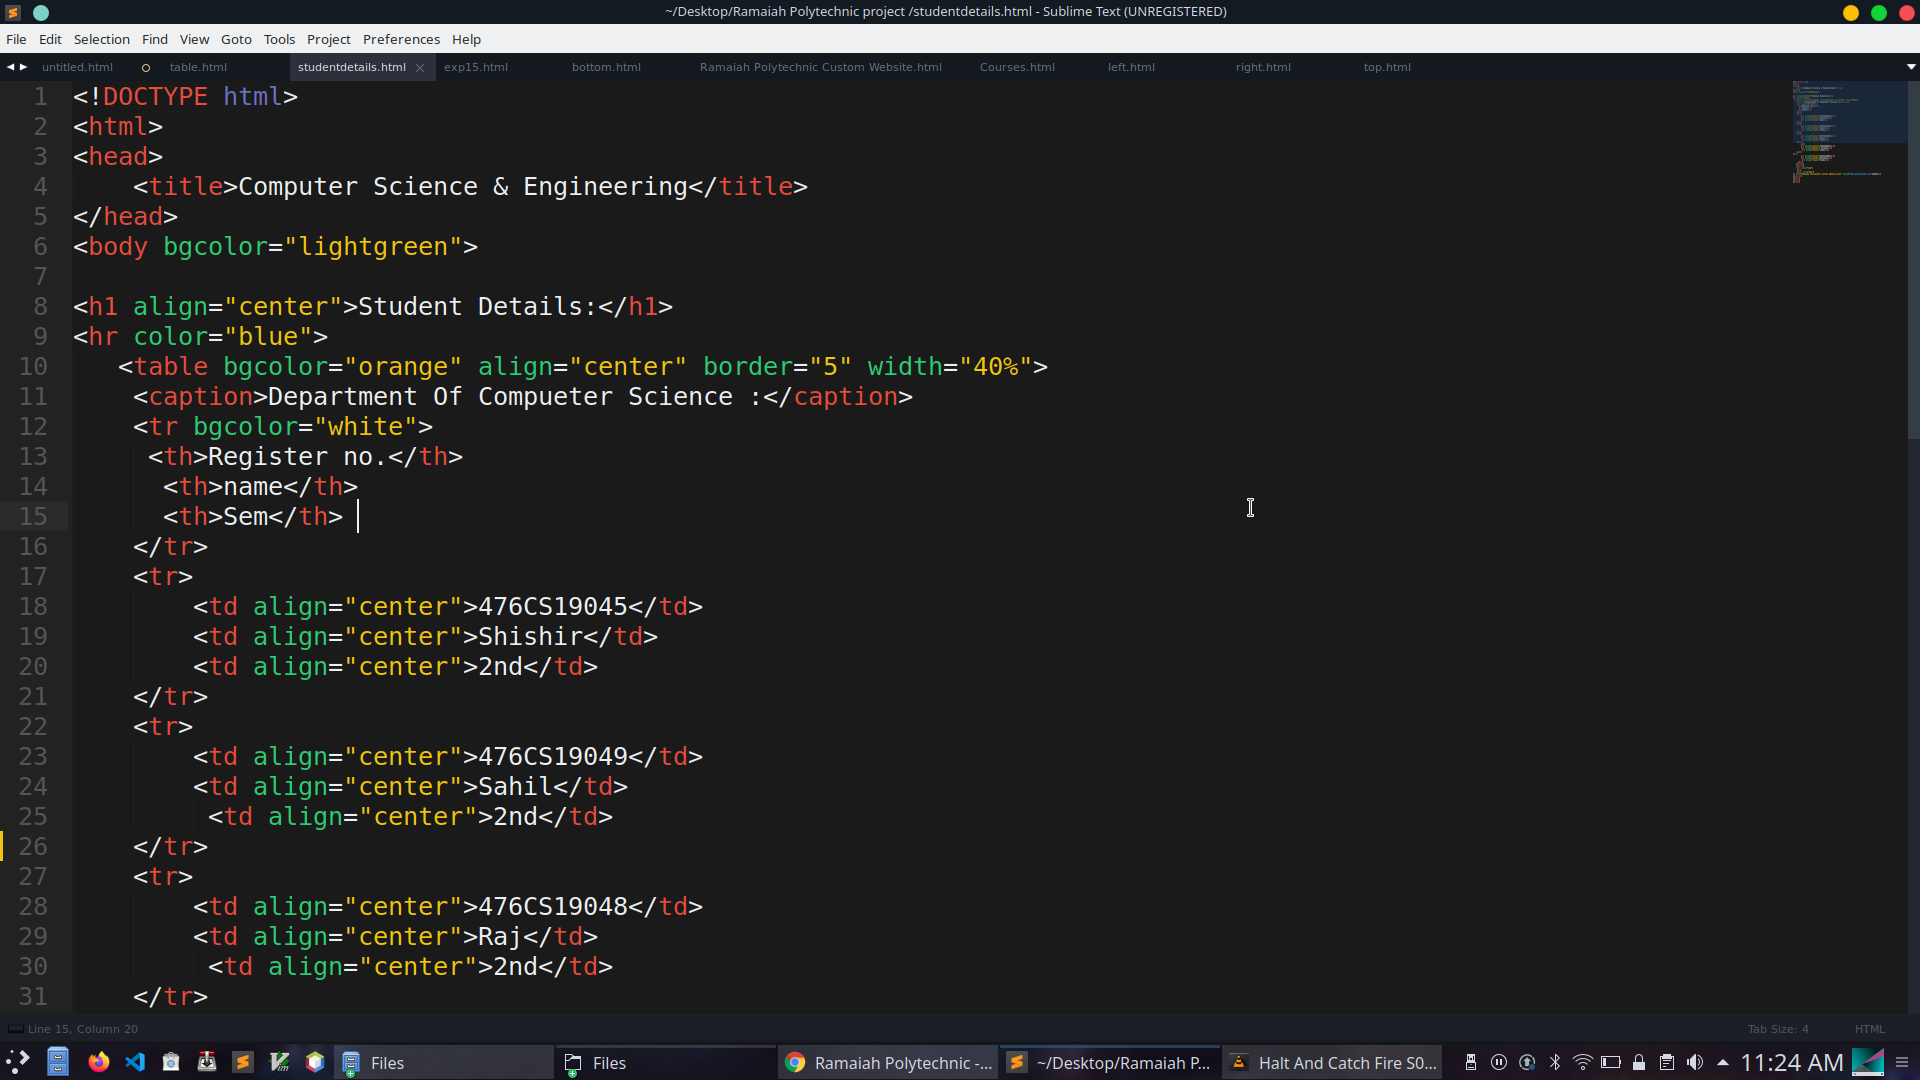 ~/Desktop/Ramaiah Polytechnic project /studentdetails.html - Sublime Text (UNREGISTERED)
File Edit Selection Find View Goto Tools Project Preferences Help
untitled.html table.html studentdetails.html exp15.html bottom.html Ramaiah Polytechnic Custom Website.html Courses.html left.html right.html top.html
1 <!DOCTYPE html>
2 <html>
3 <head>
4 <title>Computer Science & Engineering</title>
5 </head>
6 <body bgcolor="lightgreen">
7
8 <h1 align="center">Student Details:</h1>
9 <hr color="blue">
10 <table bgcolor="orange" align="center" border="5" width="40%">
11 <caption>Department Of Compueter Science :</caption>
12 <tr bgcolor="white">
13 <th>Register no.</th>
14 <th>name</th>
15 <th>Sem</th>
16 </tr>
17 <tr>
18 <td align="center">476CS19045</td>
19 <td align="center">Shishir</td>
20 <td align="center">2nd</td>
21 </tr>
22 <tr>
23 <td align="center">476CS19049</td>
24 <td align="center">Sahil</td>
25 <td align="center">2nd</td>
26 </tr>
27 <tr>
28 <td align="center">476CS19048</td>
29 <td align="center">Raj</td>
30 <td align="center">2nd</td>
31 </tr>
Line 15, Column 20 Tab Size: 4 HTML
Files Files Ramaiah Polytechnic -... ~/Desktop/Ramaiah P... Halt And Catch Fire S0... 11:24 AM